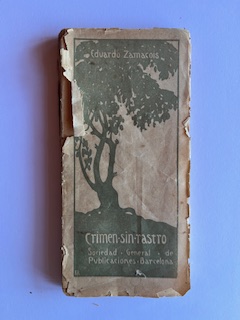 Eduardo Zamacois
Crimen·sin·rastro
Sociedad · General · de
Publicaciones·Barcelona